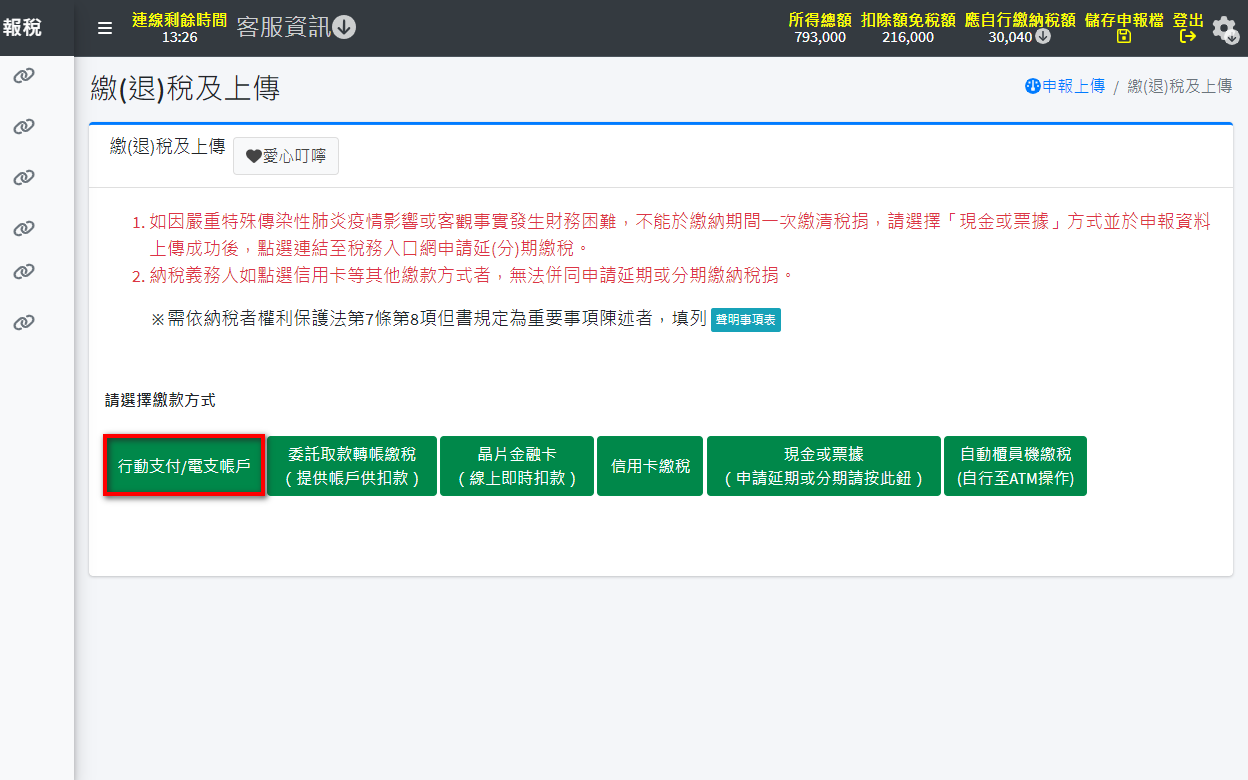 報稅
連線剩餘時間
13:26
客服資訊
所得總額
793,000
扣除額免稅額
216,000
應自行繳納稅額
30,040
儲存申報檔
登出
繳(退)稅及上傳
申報上傳 / 繳(退)稅及上傳
繳(退)稅及上傳
愛心叮嚀
1. 如因嚴重特殊傳染性肺炎疫情影響或客觀事實發生財務困難，不能於繳納期間一次繳清稅捐，請選擇「現金或票據」方式並於申報資料
上傳成功後，點選連結至稅務入口網申請延(分)期繳稅。
2. 納稅義務人如點選信用卡等其他繳款方式者，無法併同申請延期或分期繳納稅捐。
※需依納稅者權利保護法第7條第8項但書規定為重要事項陳述者，填列 聲明事項表
請選擇繳款方式
行動支付/電支帳戶
委託取款轉帳繳稅
( 提供帳戶供扣款 )
晶片金融卡
( 線上即時扣款 )
信用卡繳稅
現金或票據
( 申請延期或分期請按此鈕 )
自動櫃員機繳稅
(自行至ATM操作)